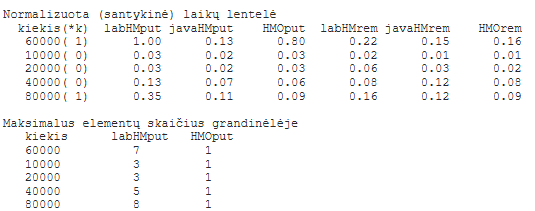 Normalizuota (santykinė) laikų lentelė
kiekis(*k) labHMput javaHMput HMOput labHMrem javaHMrem HMOrem
60000( 1) 1.00 0.13 0.80 0.22 0.15 0.16
10000( 0) 0.03 0.02 0.03 0.02 0.01 0.01
20000( 0) 0.03 0.02 0.03 0.06 0.03 0.02
40000( 0) 0.13 0.07 0.06 0.08 0.12 0.08
80000( 1) 0.35 0.11 0.09 0.16 0.12 0.09
Maksimalus elementų skaičius grandinėlėje
kiekis labHMput HMOput
60000 7 1
10000 3 1
20000 3 1
40000 5 1
80000 8 1